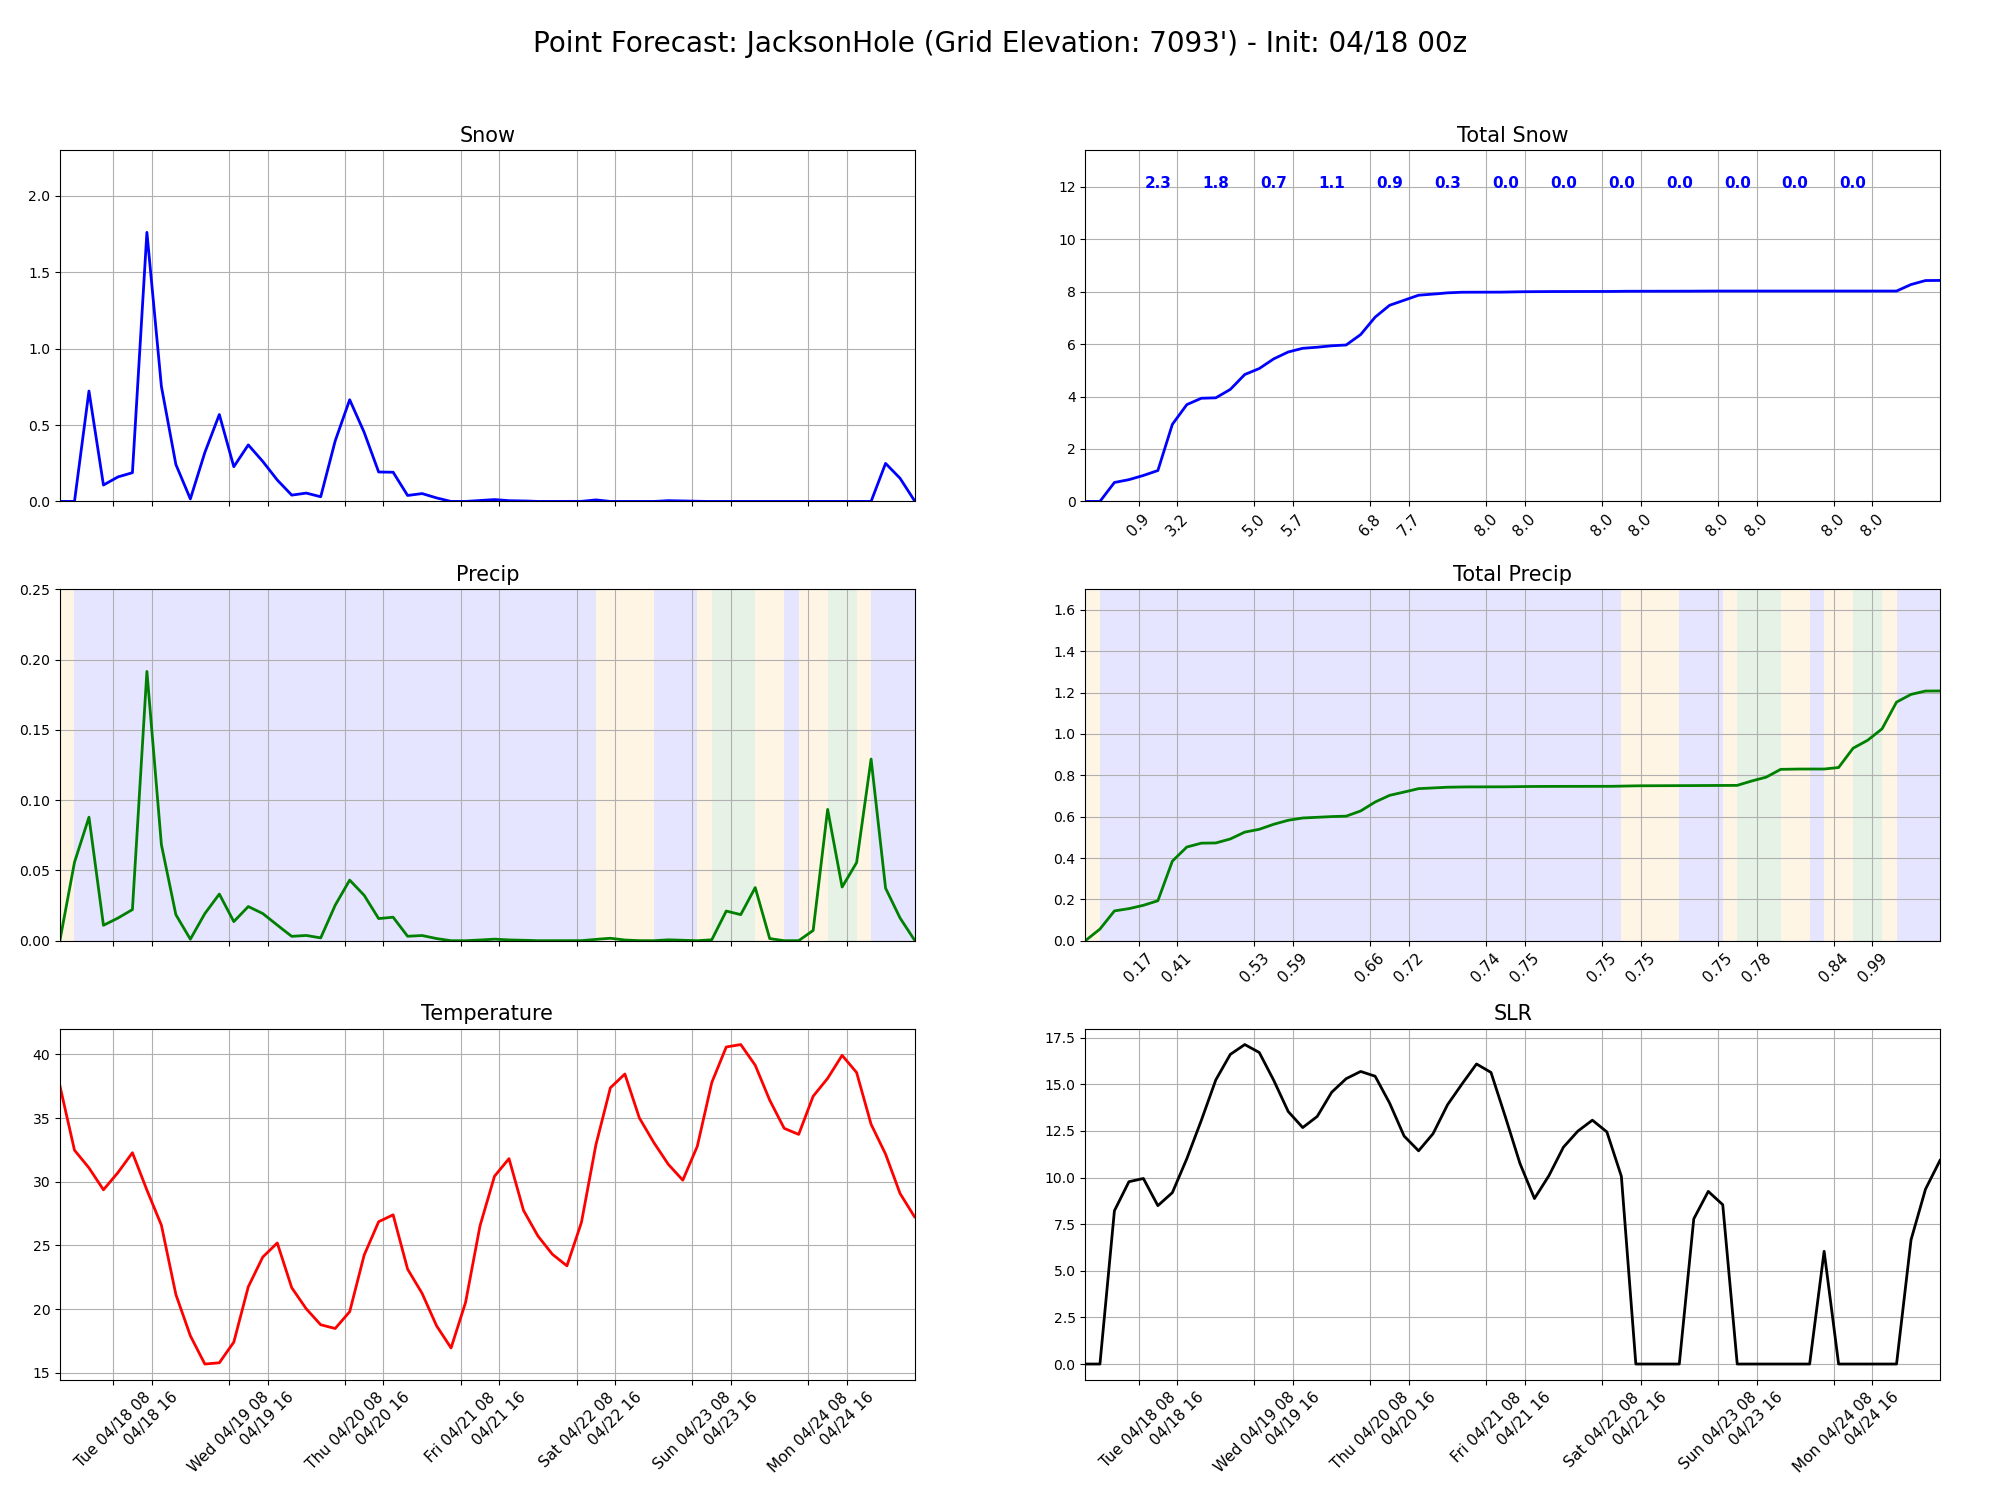 Point Forecast: JacksonHole (Grid Elevation: 7093') - Init: 04/18 00z
Snow
2.0
1.5
1.0
0.5
0.0
Total Snow
12
10
8
6
4
2
0
2.3 1.8 0.7 1.1 0.9 0.3 0.0 0.0 0.0 0.0 0.0 0.0 0.0
0.9 3.2 5.0 5.7 6.8 7.7 8.0 8.0 8.0 8.0 8.0 8.0 8.0 8.0
Precip
0.25
0.20
0.15
0.10
0.05
0.00
Total Precip
1.6
1.4
1.2
1.0
0.8
0.6
0.4
0.2
0.0
0.17 0.41 0.53 0.59 0.66 0.72 0.74 0.75 0.75 0.75 0.75 0.78 0.84 0.99
Temperature
40
35
30
25
20
15
Tue 04/18 08
04/18 16
Wed 04/19 08
04/19 16
Thu 04/20 08
04/20 16
Fri 04/21 08
04/21 16
Sat 04/22 08
04/22 16
Sun 04/23 08
04/23 16
Mon 04/24 08
04/24 16
SLR
17.5
15.0
12.5
10.0
7.5
5.0
2.5
0.0
Tue 04/18 08
04/18 16
Wed 04/19 08
04/19 16
Thu 04/20 08
04/20 16
Fri 04/21 08
04/21 16
Sat 04/22 08
04/22 16
Sun 04/23 08
04/23 16
Mon 04/24 08
04/24 16